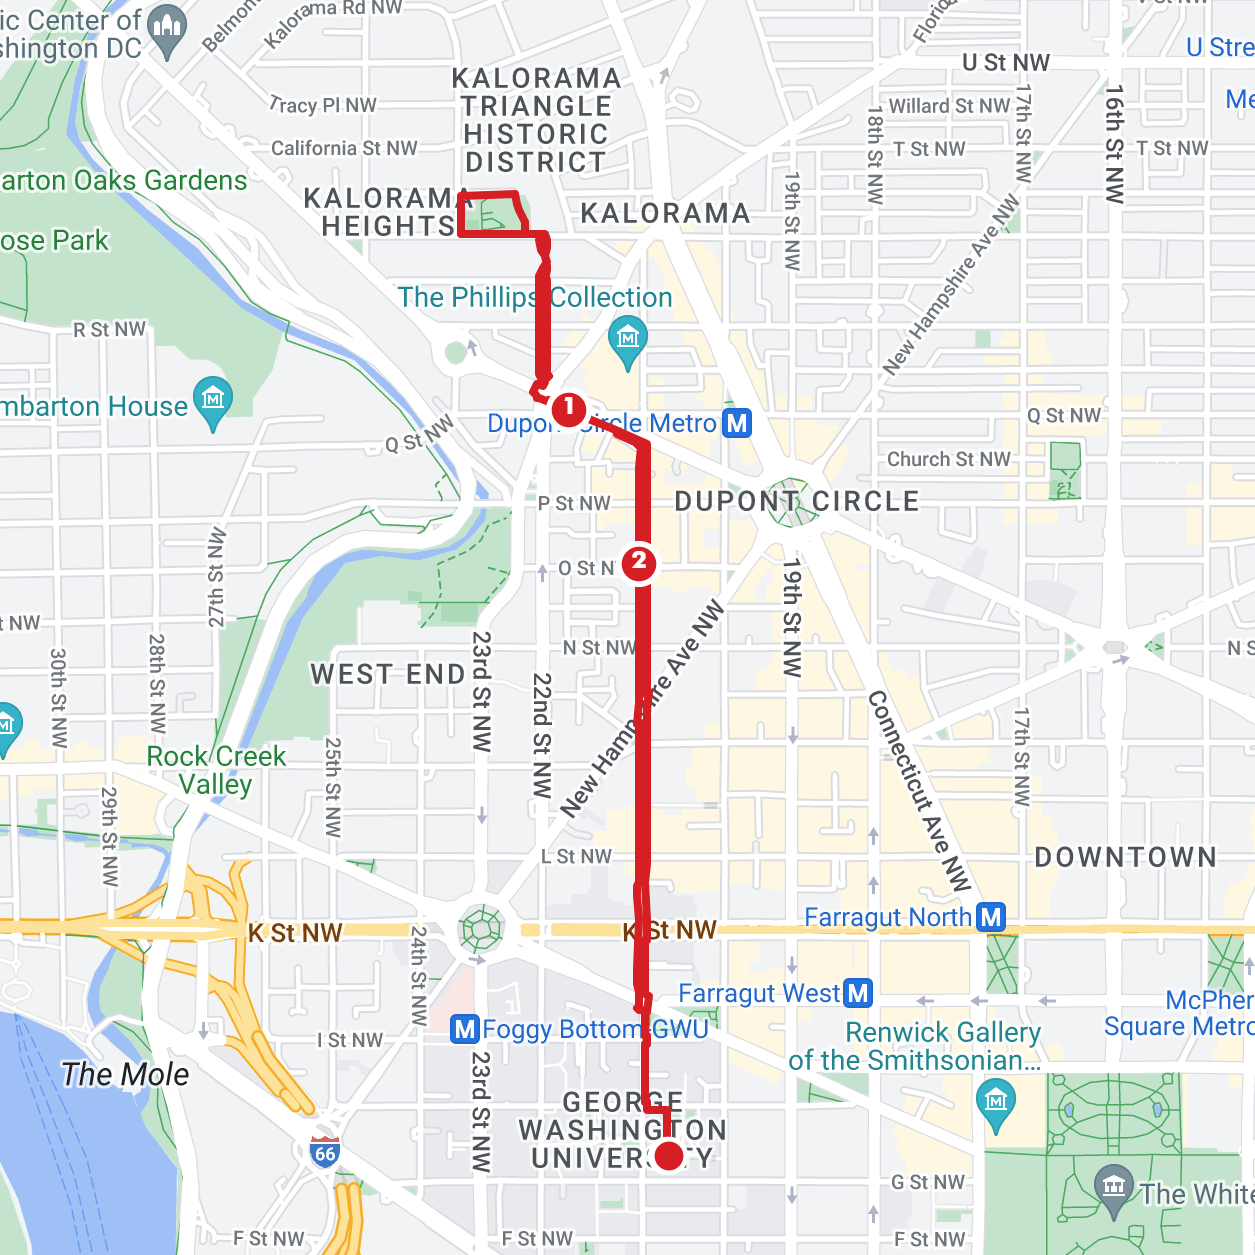 ic Center of
shington DC
Belmont
Kalorama Rd NW
Florida
V St NW
U St NW
U Stre
KALORAMA
TRIANGLE
HISTORIC
DISTRICT
Tracy Pl NW
California St NW
Willard St NW
T St NW
T St NW
18th St NW
17th St NW
16th St NW
19th St NW
arton Oaks Gardens
ose Park
KALORAMA
HEIGHTS
KALORAMA
New Hampshire Ave NW
The Phillips Collection
R St NW
mbarton House
Q St NW
1
Dupont Circle Metro
M
Q St NW
Church St NW
P St NW
DUPONT CIRCLE
2
O St NW
27th St NW
t NW
30th St NW
28th St NW
23rd St NW
19th St NW
N St NW
N S
WEST END
22nd St NW
New Hampshire Ave NW
Connecticut Ave NW
17th St NW
Rock Creek
Valley
25th St NW
29th St NW
L St NW
DOWNTOWN
K St NW
K St NW
Farragut North
M
24th St NW
Farragut West
M
McPher
Square Metro
Foggy Bottom-GWU
M
I St NW
Renwick Gallery
of the Smithsonian...
The Mole
23rd St NW
GEORGE
WASHINGTON
UNIVERSITY
66
G St NW
The White
F St NW
F St NW
F St NW